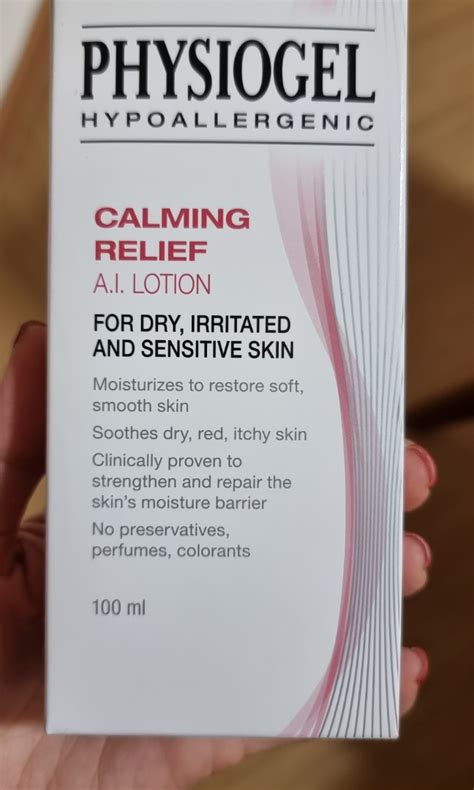 PHYSIOGEL
HYPOALLERGENIC
CALMING
RELIEF
A.I. LOTION
FOR DRY, IRRITATED
AND SENSITIVE SKIN
Moisturizes to restore soft,
smooth skin
Soothes dry, red, itchy skin
Clinically proven to
strengthen and repair the
skin's moisture barrier
No preservatives,
perfumes, colorants
100 ml